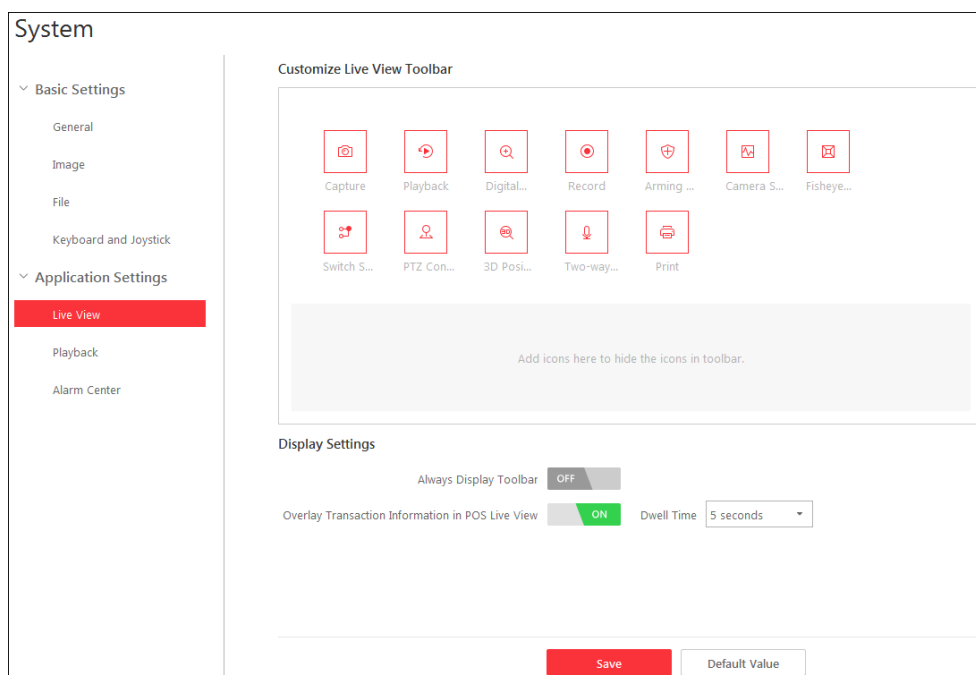 System
Basic Settings
General
Image
File
Keyboard and Joystick
Application Settings
Live View
Playback
Alarm Center
Customize Live View Toolbar
Capture Playback Digital... Record Arming ... Camera S... Fisheye...
3D
Switch S... PTZ Con... 3D Posi... Two-way... Print
Add icons here to hide the icons in toolbar.
Display Settings
Always Display Toolbar OFF
Overlay Transaction Information in POS Live View ON Dwell Time 5 seconds
Save Default Value